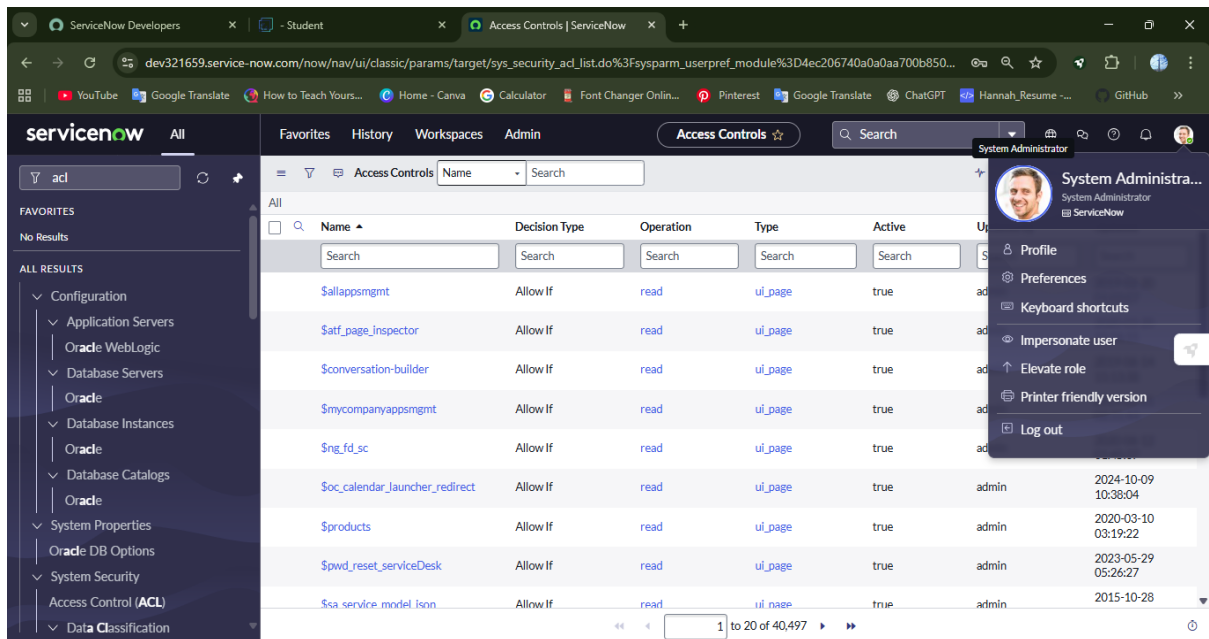 ServiceNow Developers
- Student
Access Controls | ServiceNow
dev321659.service-now.com/now/nav/ui/classic/params/target/sys_security_acl_list.do%3Fsysparm_userpref_module%3D4ec206740a0a0aa700b850...
YouTube Google Translate How to Teach Yours... Home - Canva Calculator Font Changer Onlin... Pinterest Google Translate ChatGPT Hannah_Resume -... GitHub
servicenow All Favorites History Workspaces Admin Access Controls Search
System Administrator
acl
Access Controls Name Search
System Administra...
System Administrator
ServiceNow
FAVORITES
No Results
ALL RESULTS
Configuration
Application Servers
Oracle WebLogic
Database Servers
Oracle
Database Instances
Oracle
Database Catalogs
Oracle
System Properties
Oracle DB Options
System Security
Access Control (ACL)
Data Classification
All
Name Decision Type Operation Type Active
Search Search Search Search Search
$allappsmgmt Allow If read ui_page true
$atf_page_inspector Allow If read ui_page true
$conversation-builder Allow If read ui_page true
$mycompanyappsmgmt Allow If read ui_page true
$ng_fd_sc Allow If read ui_page true
$oc_calendar_launcher_redirect Allow If read ui_page true admin 2024-10-09 10:38:04
$products Allow If read ui_page true admin 2020-03-10 03:19:22
$pwd_reset_serviceDesk Allow If read ui_page true admin 2023-05-29 05:26:27
$sa_service_model_json Allow If read ui_page true admin 2015-10-28
Profile
Preferences
Keyboard shortcuts
Impersonate user
Elevate role
Printer friendly version
Log out
1 to 20 of 40,497